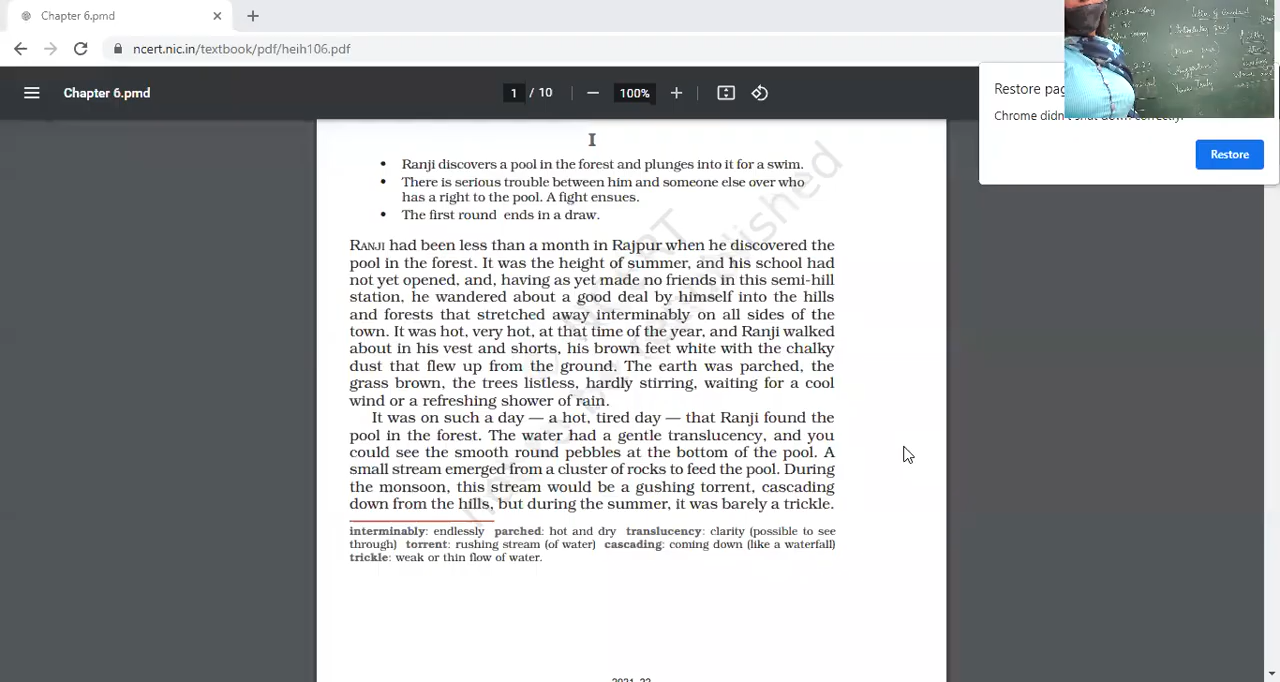 Chapter 6.pmd
ncert.nic.in/textbook/pdf/heih106.pdf
Chapter 6.pmd
1 / 10
100%
Restore pag
Chrome didn't shut down correctly.
Restore
I
• Ranji discovers a pool in the forest and plunges into it for a swim.
• There is serious trouble between him and someone else over who
has a right to the pool. A fight ensues.
• The first round ends in a draw.
RANJI had been less than a month in Rajpur when he discovered the
pool in the forest. It was the height of summer, and his school had
not yet opened, and, having as yet made no friends in this semi-hill
station, he wandered about a good deal by himself into the hills
and forests that stretched away interminably on all sides of the
town. It was hot, very hot, at that time of the year, and Ranji walked
about in his vest and shorts, his brown feet white with the chalky
dust that flew up from the ground. The earth was parched, the
grass brown, the trees listless, hardly stirring, waiting for a cool
wind or a refreshing shower of rain.
It was on such a day — a hot, tired day — that Ranji found the
pool in the forest. The water had a gentle translucency, and you
could see the smooth round pebbles at the bottom of the pool. A
small stream emerged from a cluster of rocks to feed the pool. During
the monsoon, this stream would be a gushing torrent, cascading
down from the hills, but during the summer, it was barely a trickle.
interminably: endlessly parched: hot and dry translucency: clarity (possible to see
through) torrent: rushing stream (of water) cascading: coming down (like a waterfall)
trickle: weak or thin flow of water.